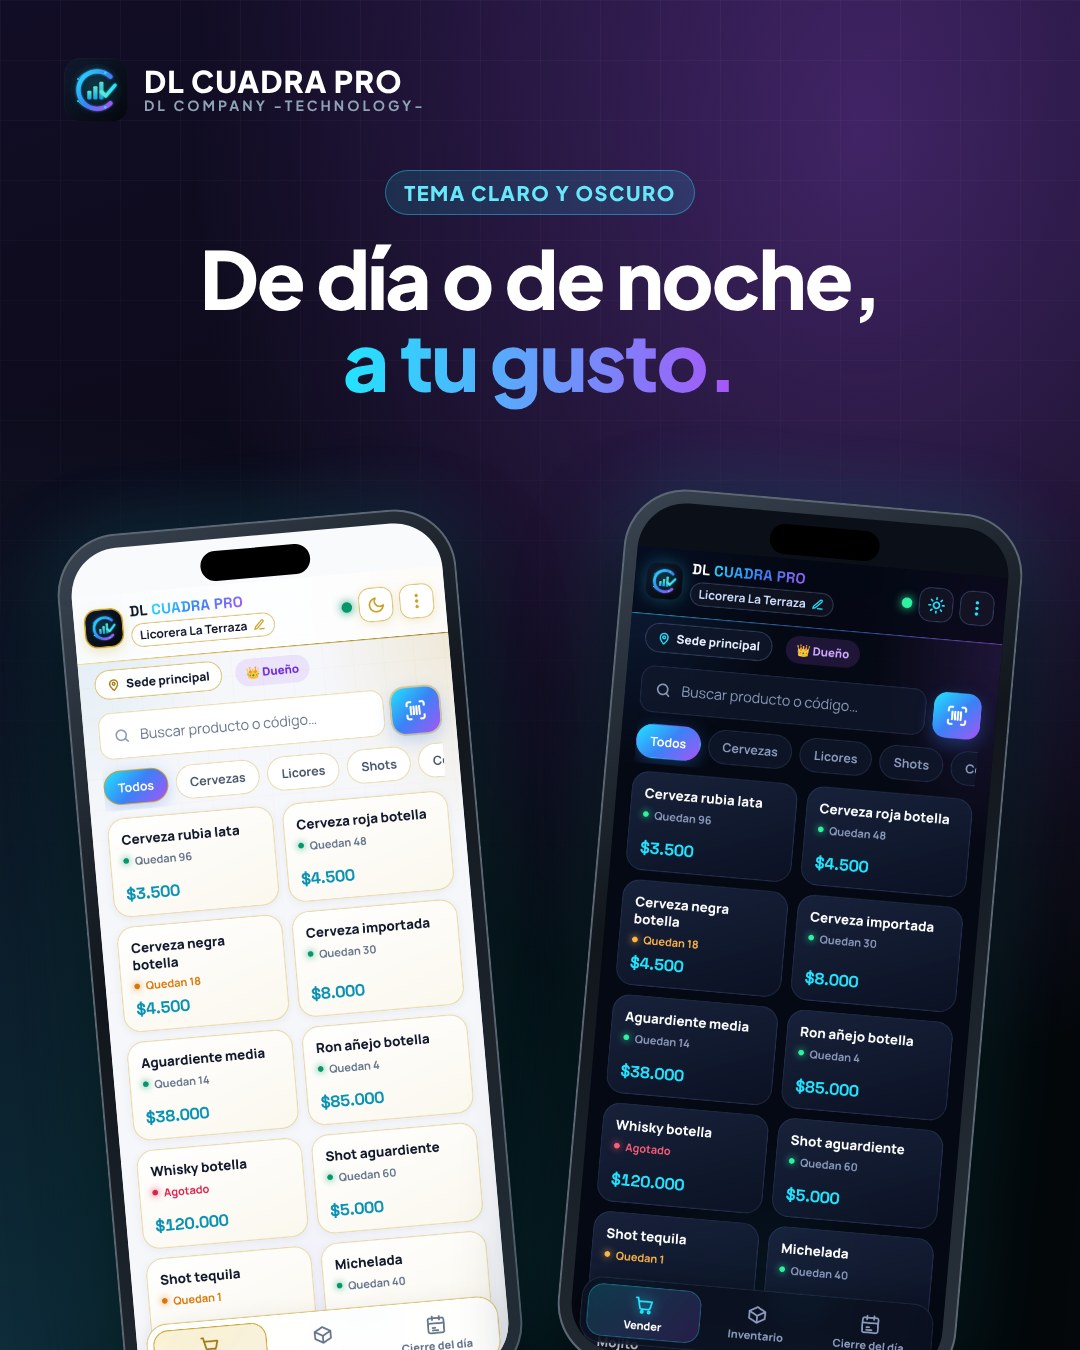 DL CUADRA PRO
DL COMPANY -TECHNOLOGY-
TEMA CLARO Y OSCURO
De día o de noche,
a tu gusto.
DL CUADRA PRO
Licorera La Terraza
Sede principal
👑 Dueño
Buscar producto o código...
Todos
Cervezas
Licores
Shots
Cerveza rubia lata
Quedan 96
$3.500
Cerveza roja botella
Quedan 48
$4.500
Cerveza negra
botella
Quedan 18
$4.500
Cerveza importada
Quedan 30
$8.000
Aguardiente media
Quedan 14
$38.000
Ron añejo botella
Quedan 4
$85.000
Whisky botella
Agotado
$120.000
Shot aguardiente
Quedan 60
$5.000
Shot tequila
Quedan 1
Michelada
Quedan 40
Cierre del día
DL CUADRA PRO
Licorera La Terraza
Sede principal
👑 Dueño
Buscar producto o código...
Todos
Cervezas
Licores
Shots
Cerveza rubia lata
Quedan 96
$3.500
Cerveza roja botella
Quedan 48
$4.500
Cerveza negra
botella
Quedan 18
$4.500
Cerveza importada
Quedan 30
$8.000
Aguardiente media
Quedan 14
$38.000
Ron añejo botella
Quedan 4
$85.000
Whisky botella
Agotado
$120.000
Shot aguardiente
Quedan 60
$5.000
Shot tequila
Quedan 1
Michelada
Quedan 40
Vender
Inventario
Cierre del día
Mojito